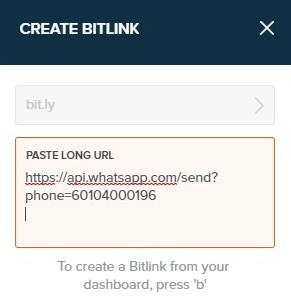 CREATE BITLINK
bit.ly
PASTE LONG URL
https://api.whatsapp.com/send?
phone=60104000196
To create a Bitlink from your
dashboard, press 'b'